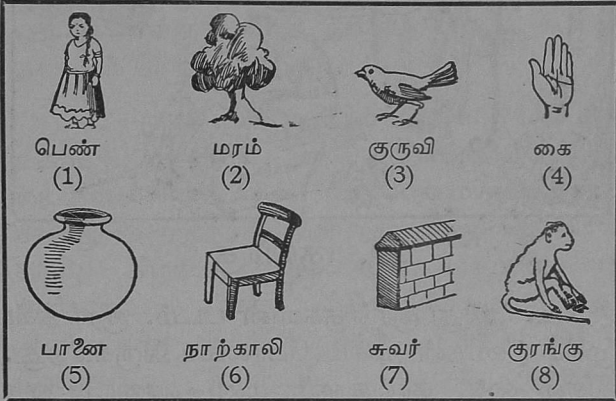 பெண் மரம் குருவி கை
(1) (2) (3) (4)
பானை நாற்காலி சுவர் குரங்கு
(5) (6) (7) (8)